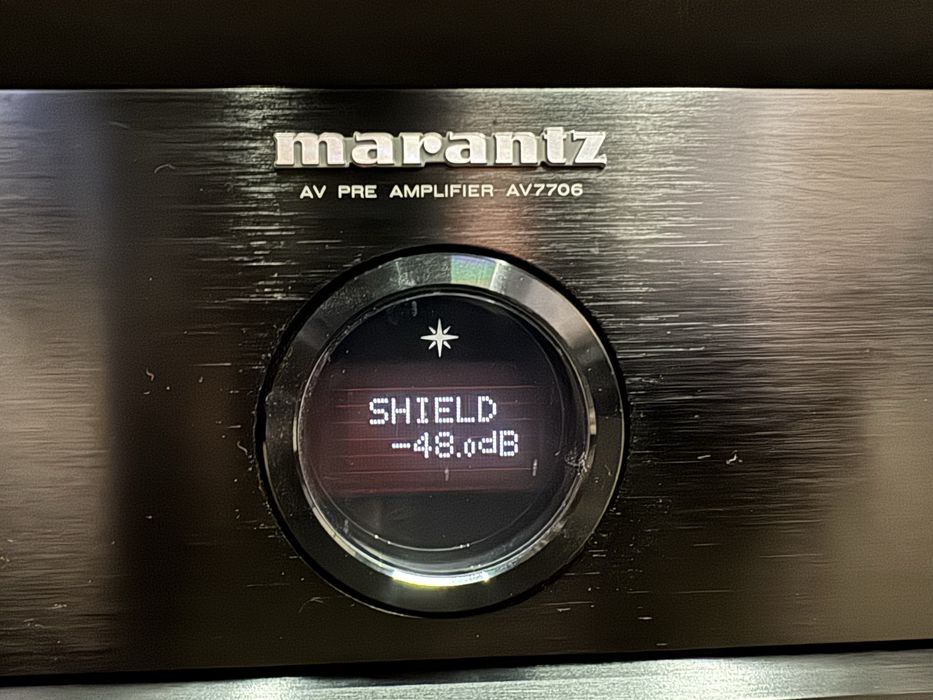 marantz
AV PRE AMPLIFIER AV7706
SHIELD
-48.0dB